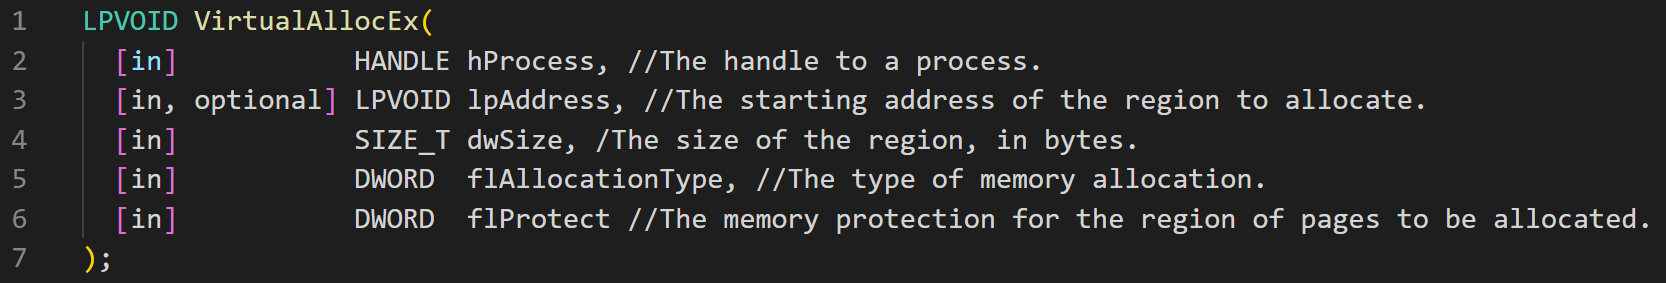 1 LPVOID VirtualAllocEx(
2 [in] HANDLE hProcess, //The handle to a process.
3 [in, optional] LPVOID lpAddress, //The starting address of the region to allocate.
4 [in] SIZE_T dwSize, /The size of the region, in bytes.
5 [in] DWORD flAllocationType, //The type of memory allocation.
6 [in] DWORD flProtect //The memory protection for the region of pages to be allocated.
7 );